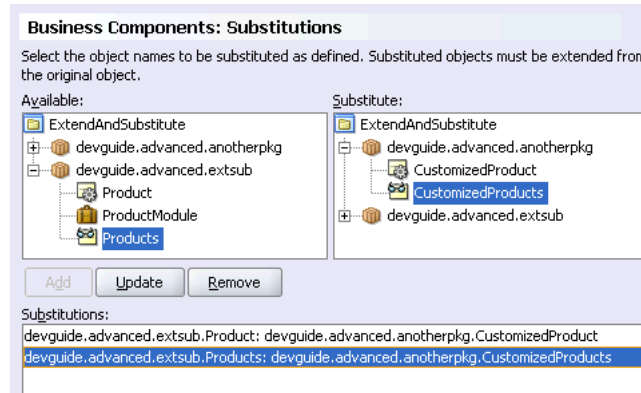 Business Components: Substitutions
Select the object names to be substituted as defined. Substituted objects must be extended from
the original object.
Available:
Substitute:
ExtendAndSubstitute
ExtendAndSubstitute
devguide.advanced.anotherpkg
devguide.advanced.anotherpkg
devguide.advanced.extsub
CustomizedProduct
Product
CustomizedProducts
ProductModule
devguide.advanced.extsub
Products
Add
Update
Remove
Substitutions:
devguide.advanced.extsub.Product: devguide.advanced.anotherpkg.CustomizedProduct
devguide.advanced.extsub.Products: devguide.advanced.anotherpkg.CustomizedProducts